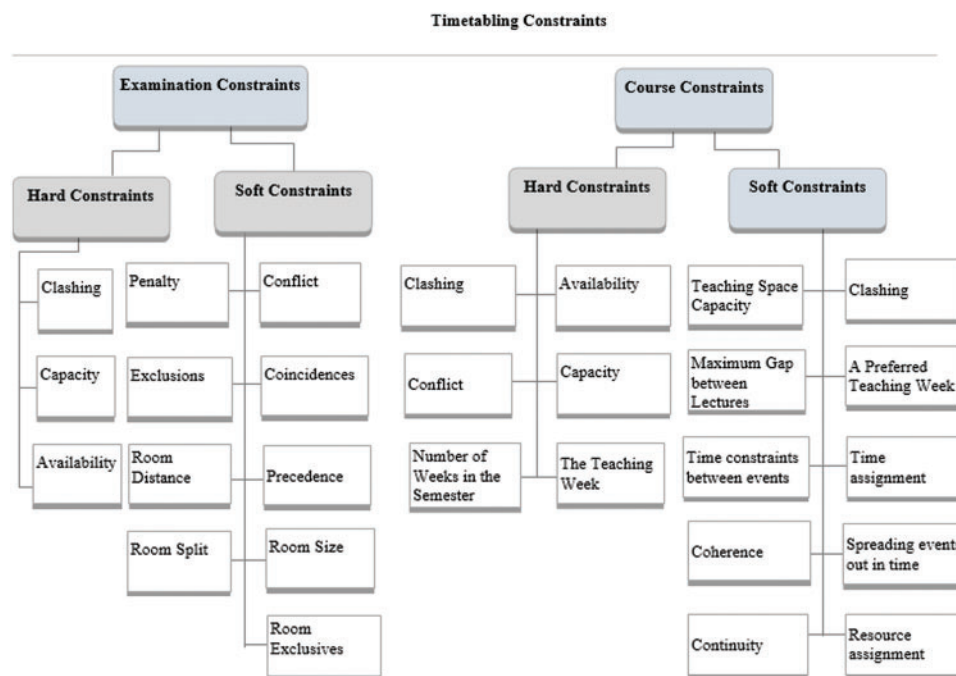 Timetabling Constraints
Examination Constraints
Course Constraints
Hard Constraints
Soft Constraints
Hard Constraints
Soft Constraints
Clashing
Penalty
Conflict
Capacity
Exclusions
Coincidences
Availability
Room
Distance
Precedence
Room Split
Room Size
Room
Exclusives
Clashing
Availability
Conflict
Capacity
Number of
Weeks in the
Semester
The Teaching
Week
Teaching Space
Capacity
Clashing
Maximum Gap
between
Lectures
A Preferred
Teaching Week
Time constraints
between events
Time
assignment
Coherence
Spreading events
out in time
Continuity
Resource
assignment